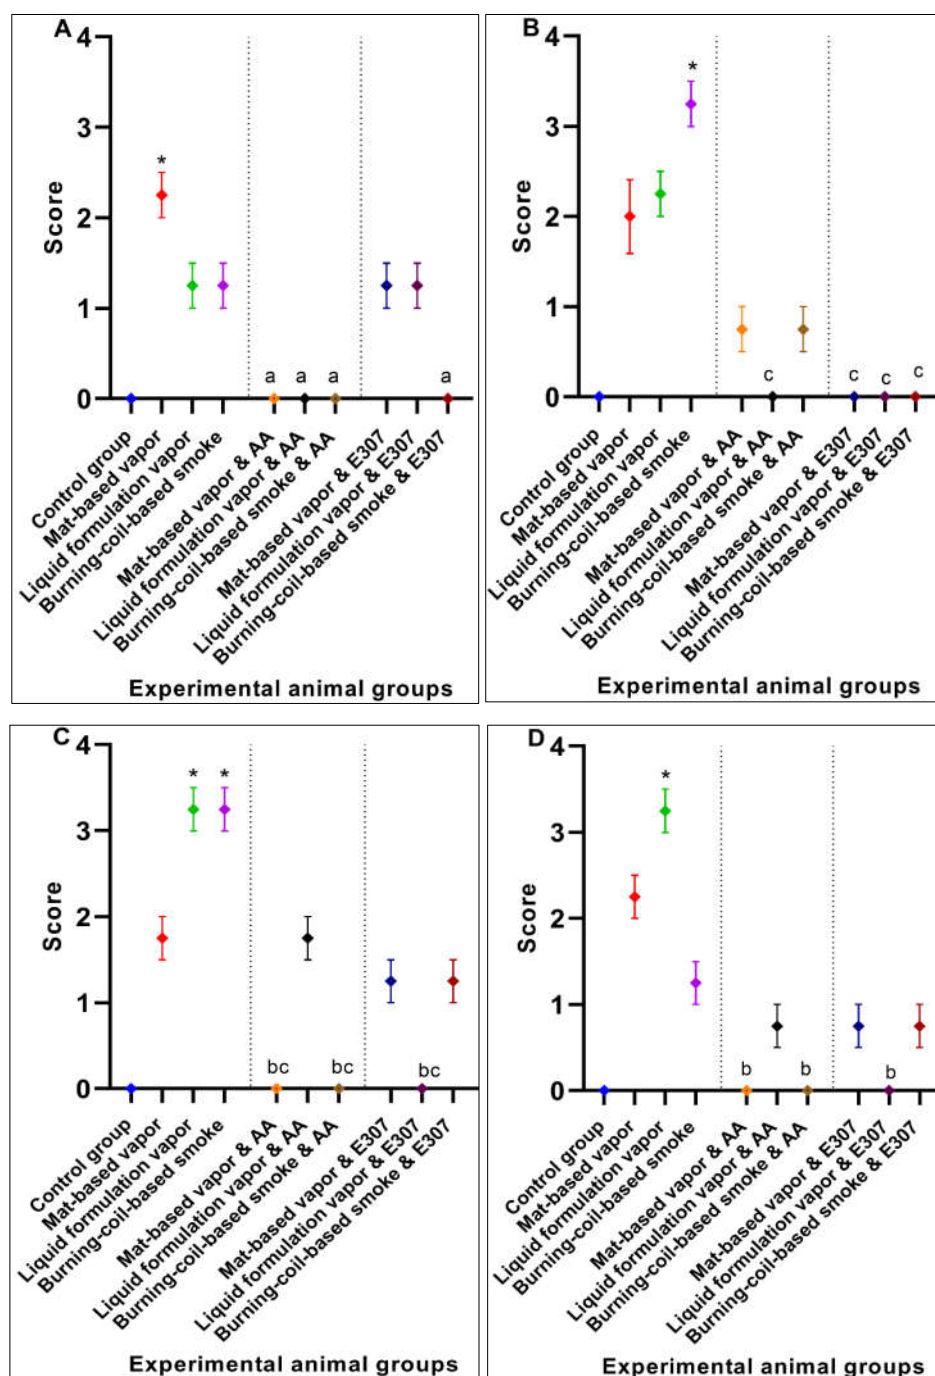 A
4
3
2
1
0
Score
*
a
a
a
a
Control group
Mat-based vapor
Liquid formulation vapor
Burning-coil-based smoke
Mat-based vapor & AA
Liquid formulation vapor & AA
Burning-coil-based smoke & AA
Mat-based vapor & E307
Liquid formulation vapor & E307
Burning-coil-based smoke & E307
Experimental animal groups
B
4
3
2
1
0
Score
*
c
c
c
c
Control group
Mat-based vapor
Liquid formulation vapor
Burning-coil-based smoke
Mat-based vapor & AA
Liquid formulation vapor & AA
Burning-coil-based smoke & AA
Mat-based vapor & E307
Liquid formulation vapor & E307
Burning-coil-based smoke & E307
Experimental animal groups
C
4
3
2
1
0
Score
*
*
bc
bc
bc
Control group
Mat-based vapor
Liquid formulation vapor
Burning-coil-based smoke
Mat-based vapor & AA
Liquid formulation vapor & AA
Burning-coil-based smoke & AA
Mat-based vapor & E307
Liquid formulation vapor & E307
Burning-coil-based smoke & E307
Experimental animal groups
D
4
3
2
1
0
Score
*
b
b
b
Control group
Mat-based vapor
Liquid formulation vapor
Burning-coil-based smoke
Mat-based vapor & AA
Liquid formulation vapor & AA
Burning-coil-based smoke & AA
Mat-based vapor & E307
Liquid formulation vapor & E307
Burning-coil-based smoke & E307
Experimental animal groups